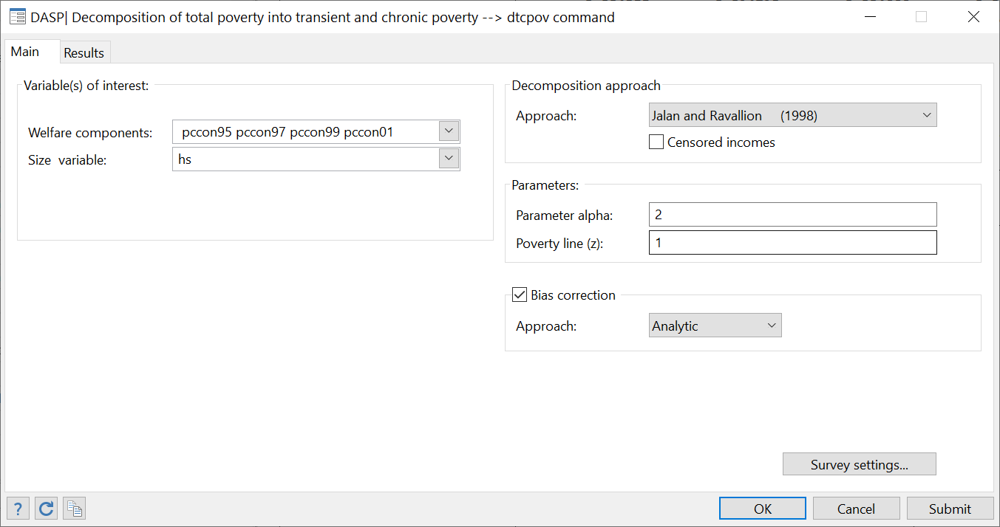 DASP| Decomposition of total poverty into transient and chronic poverty --> dtcpov command
Main
Results
Variable(s) of interest:
Welfare components:
pccon95 pccon97 pccon99 pccon01
Size variable:
hs
Decomposition approach
Approach:
Jalan and Ravallion (1998)
Censored incomes
Parameters:
Parameter alpha:
2
Poverty line (z):
1
Bias correction
Approach:
Analytic
Survey settings...
?
OK
Cancel
Submit